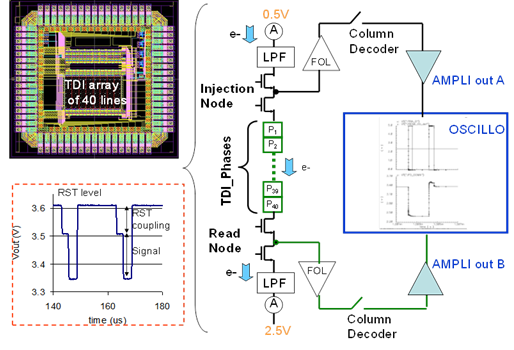 TDI array
of 40 lines
RST level
3.6
3.5
3.4
3.3
Vout (V)
RST
coupling
Signal
140
160
180
time (us)
0.5V
A
e-
LPF
Injection
Node
FOL
Column
Decoder
AMPLI out A
OSCILLO
TDI_Phases
P1
P2
e-
P39
P40
Read
Node
e-
LPF
A
2.5V
FOL
AMPLI out B
Column
Decoder